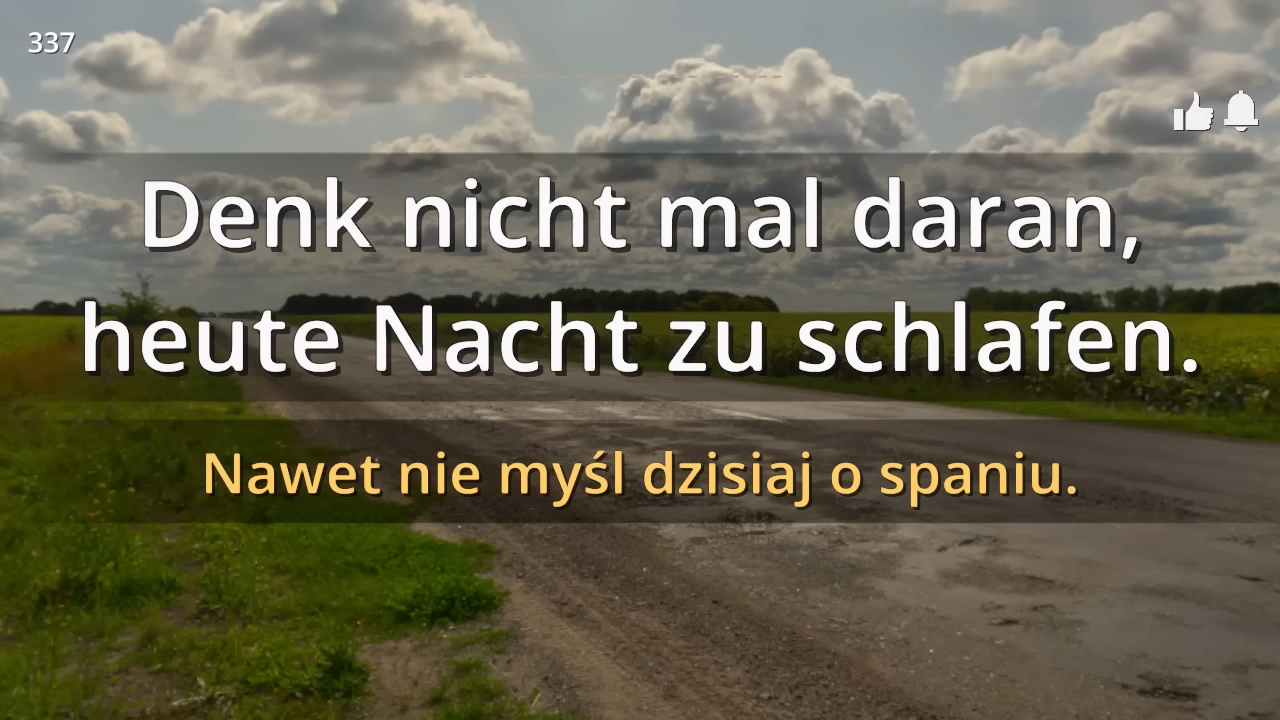 337
Denk nicht mal daran,
heute Nacht zu schlafen.
Nawet nie myśl dzisiaj o spaniu.